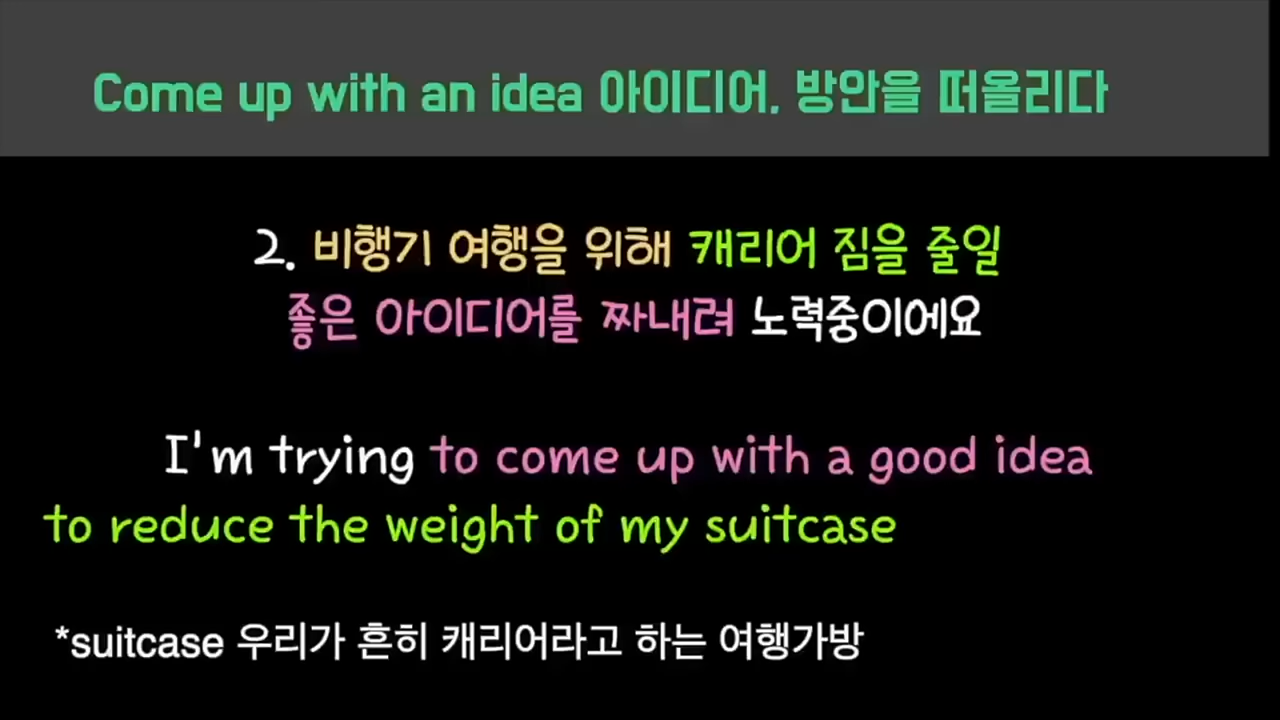 Come up with an idea 아이디어, 방안을 떠올리다
2. 비행기 여행을 위해 캐리어 짐을 줄일
좋은 아이디어를 짜내려 노력중이에요
I'm trying to come up with a good idea
to reduce the weight of my suitcase
*suitcase 우리가 흔히 캐리어라고 하는 여행가방